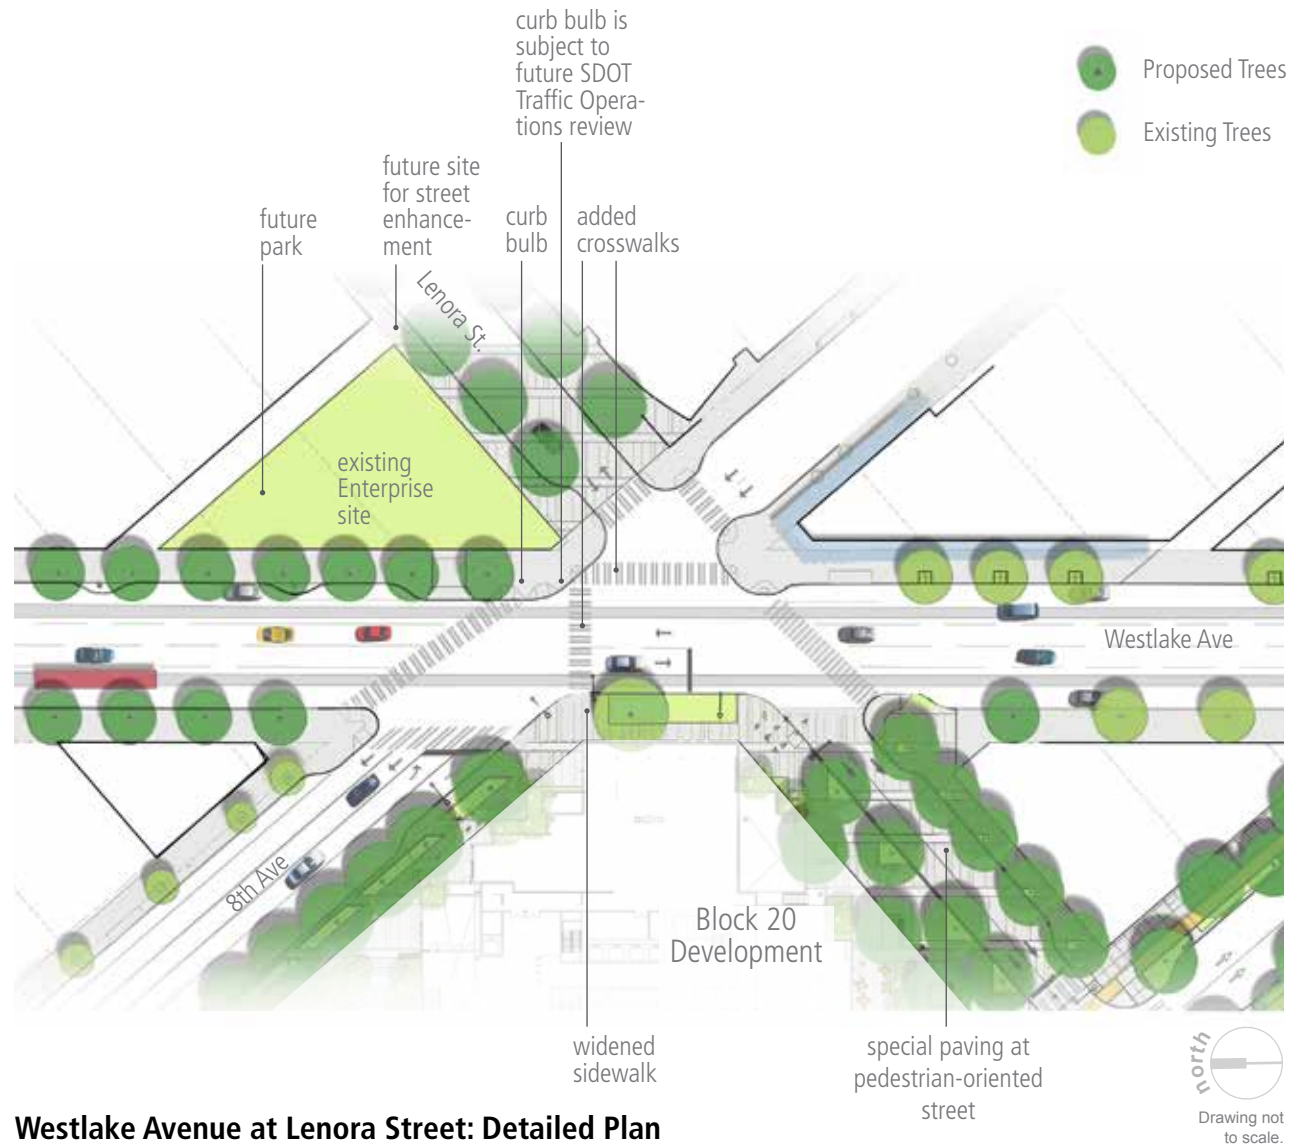 curb bulb is
subject to
future SDOT
Traffic Opera-
tions review
Proposed Trees
Existing Trees
future site
for street
enhance-
ment
future
park
curb
bulb
added
crosswalks
Lenora St.
existing
Enterprise
site
Westlake Ave
8th Ave
Block 20
Development
widened
sidewalk
special paving at
pedestrian-oriented
street
north
Drawing not
to scale.
Westlake Avenue at Lenora Street: Detailed Plan